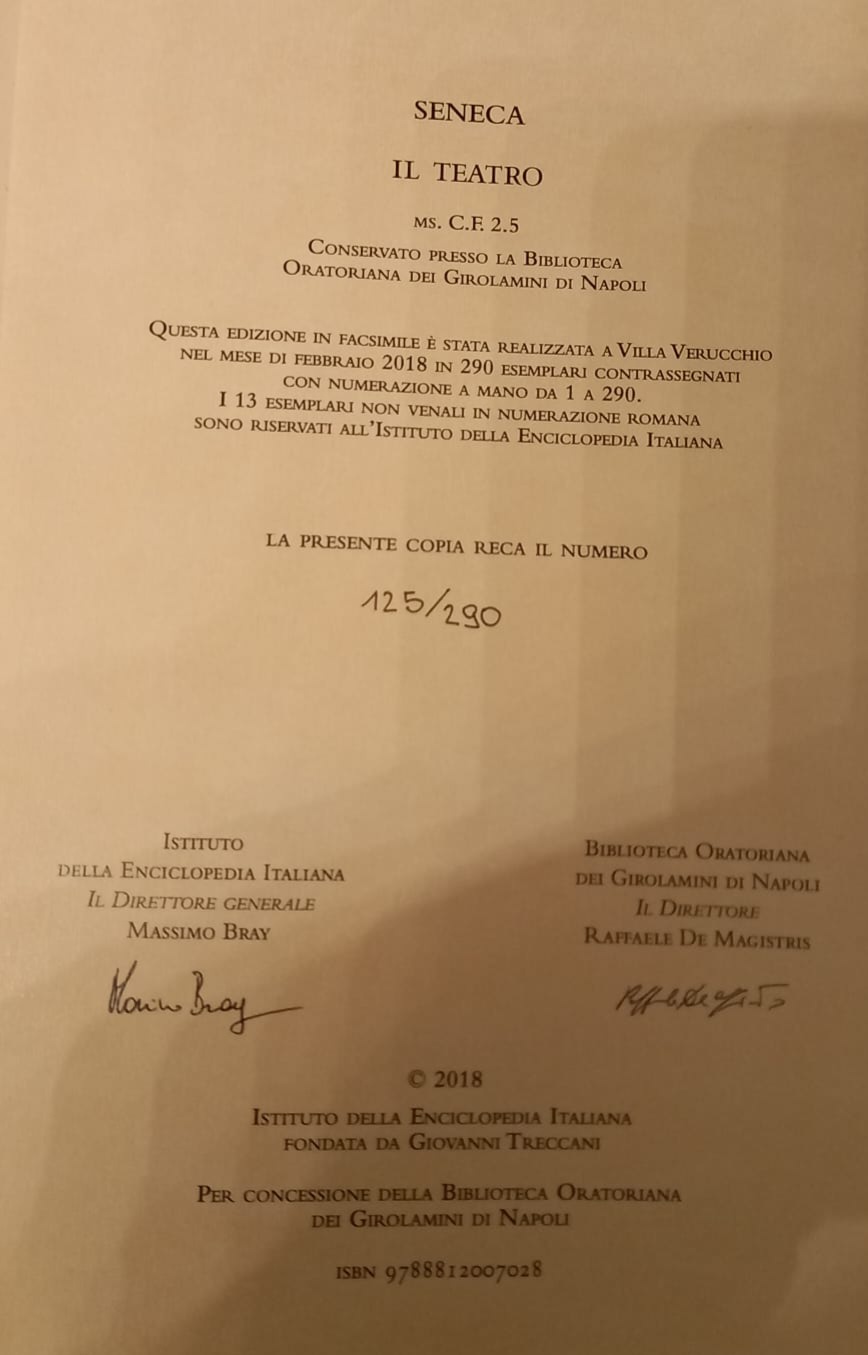 SENECA
IL TEATRO
MS. C.F. 2.5
CONSERVATO PRESSO LA BIBLIOTECA
ORATORIANA DEI GIROLAMINI DI NAPOLI
QUESTA EDIZIONE IN FACSIMILE È STATA REALIZZATA A VILLA VERUCCHIO
NEL MESE DI FEBBRAIO 2018 IN 290 ESEMPLARI CONTRASSEGNATI
CON NUMERAZIONE A MANO DA 1 A 290.
I 13 ESEMPLARI NON VENALI IN NUMERAZIONE ROMANA
SONO RISERVATI ALL'ISTITUTO DELLA ENCICLOPEDIA ITALIANA
LA PRESENTE COPIA RECA IL NUMERO
125/290
ISTITUTO
DELLA ENCICLOPEDIA ITALIANA
IL DIRETTORE GENERALE
MASSIMO BRAY
Massimo Bray
BIBLIOTECA ORATORIANA
DEI GIROLAMINI DI NAPOLI
IL DIRETTORE
RAFFAELE DE MAGISTRIS
© 2018
ISTITUTO DELLA ENCICLOPEDIA ITALIANA
FONDATA DA GIOVANNI TRECCANI
PER CONCESSIONE DELLA BIBLIOTECA ORATORIANA
DEI GIROLAMINI DI NAPOLI
ISBN 9788812007028